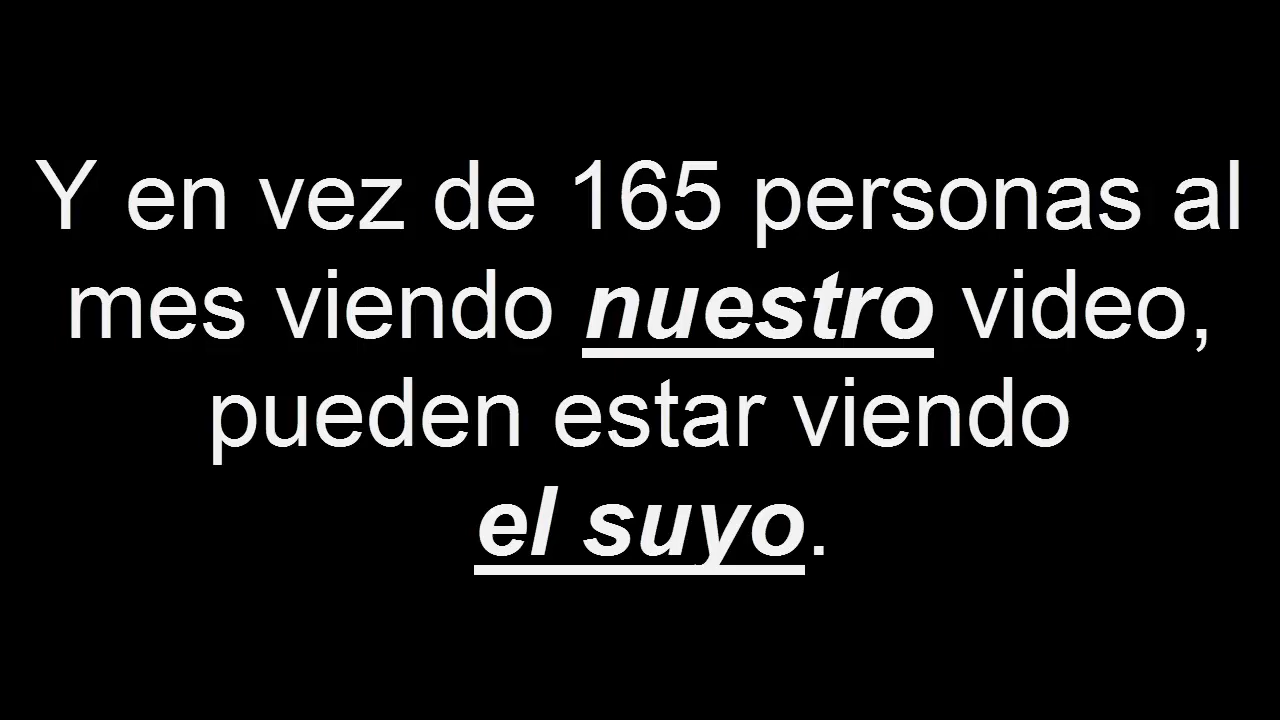 Y en vez de 165 personas al
mes viendo nuestro video,
pueden estar viendo
el suyo.